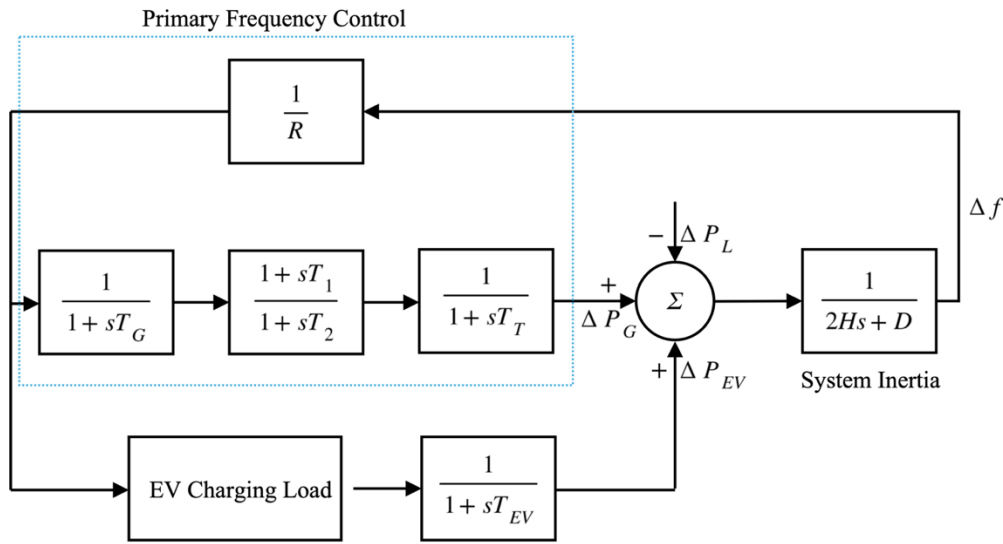 Primary Frequency Control
1
R
Δ f
− Δ P_L
1
1 + sT_G
1 + sT_1
1 + sT_2
1
1 + sT_T
+
Δ P_G
Σ
1
2Hs + D
+ Δ P_EV
System Inertia
EV Charging Load
1
1 + sT_EV